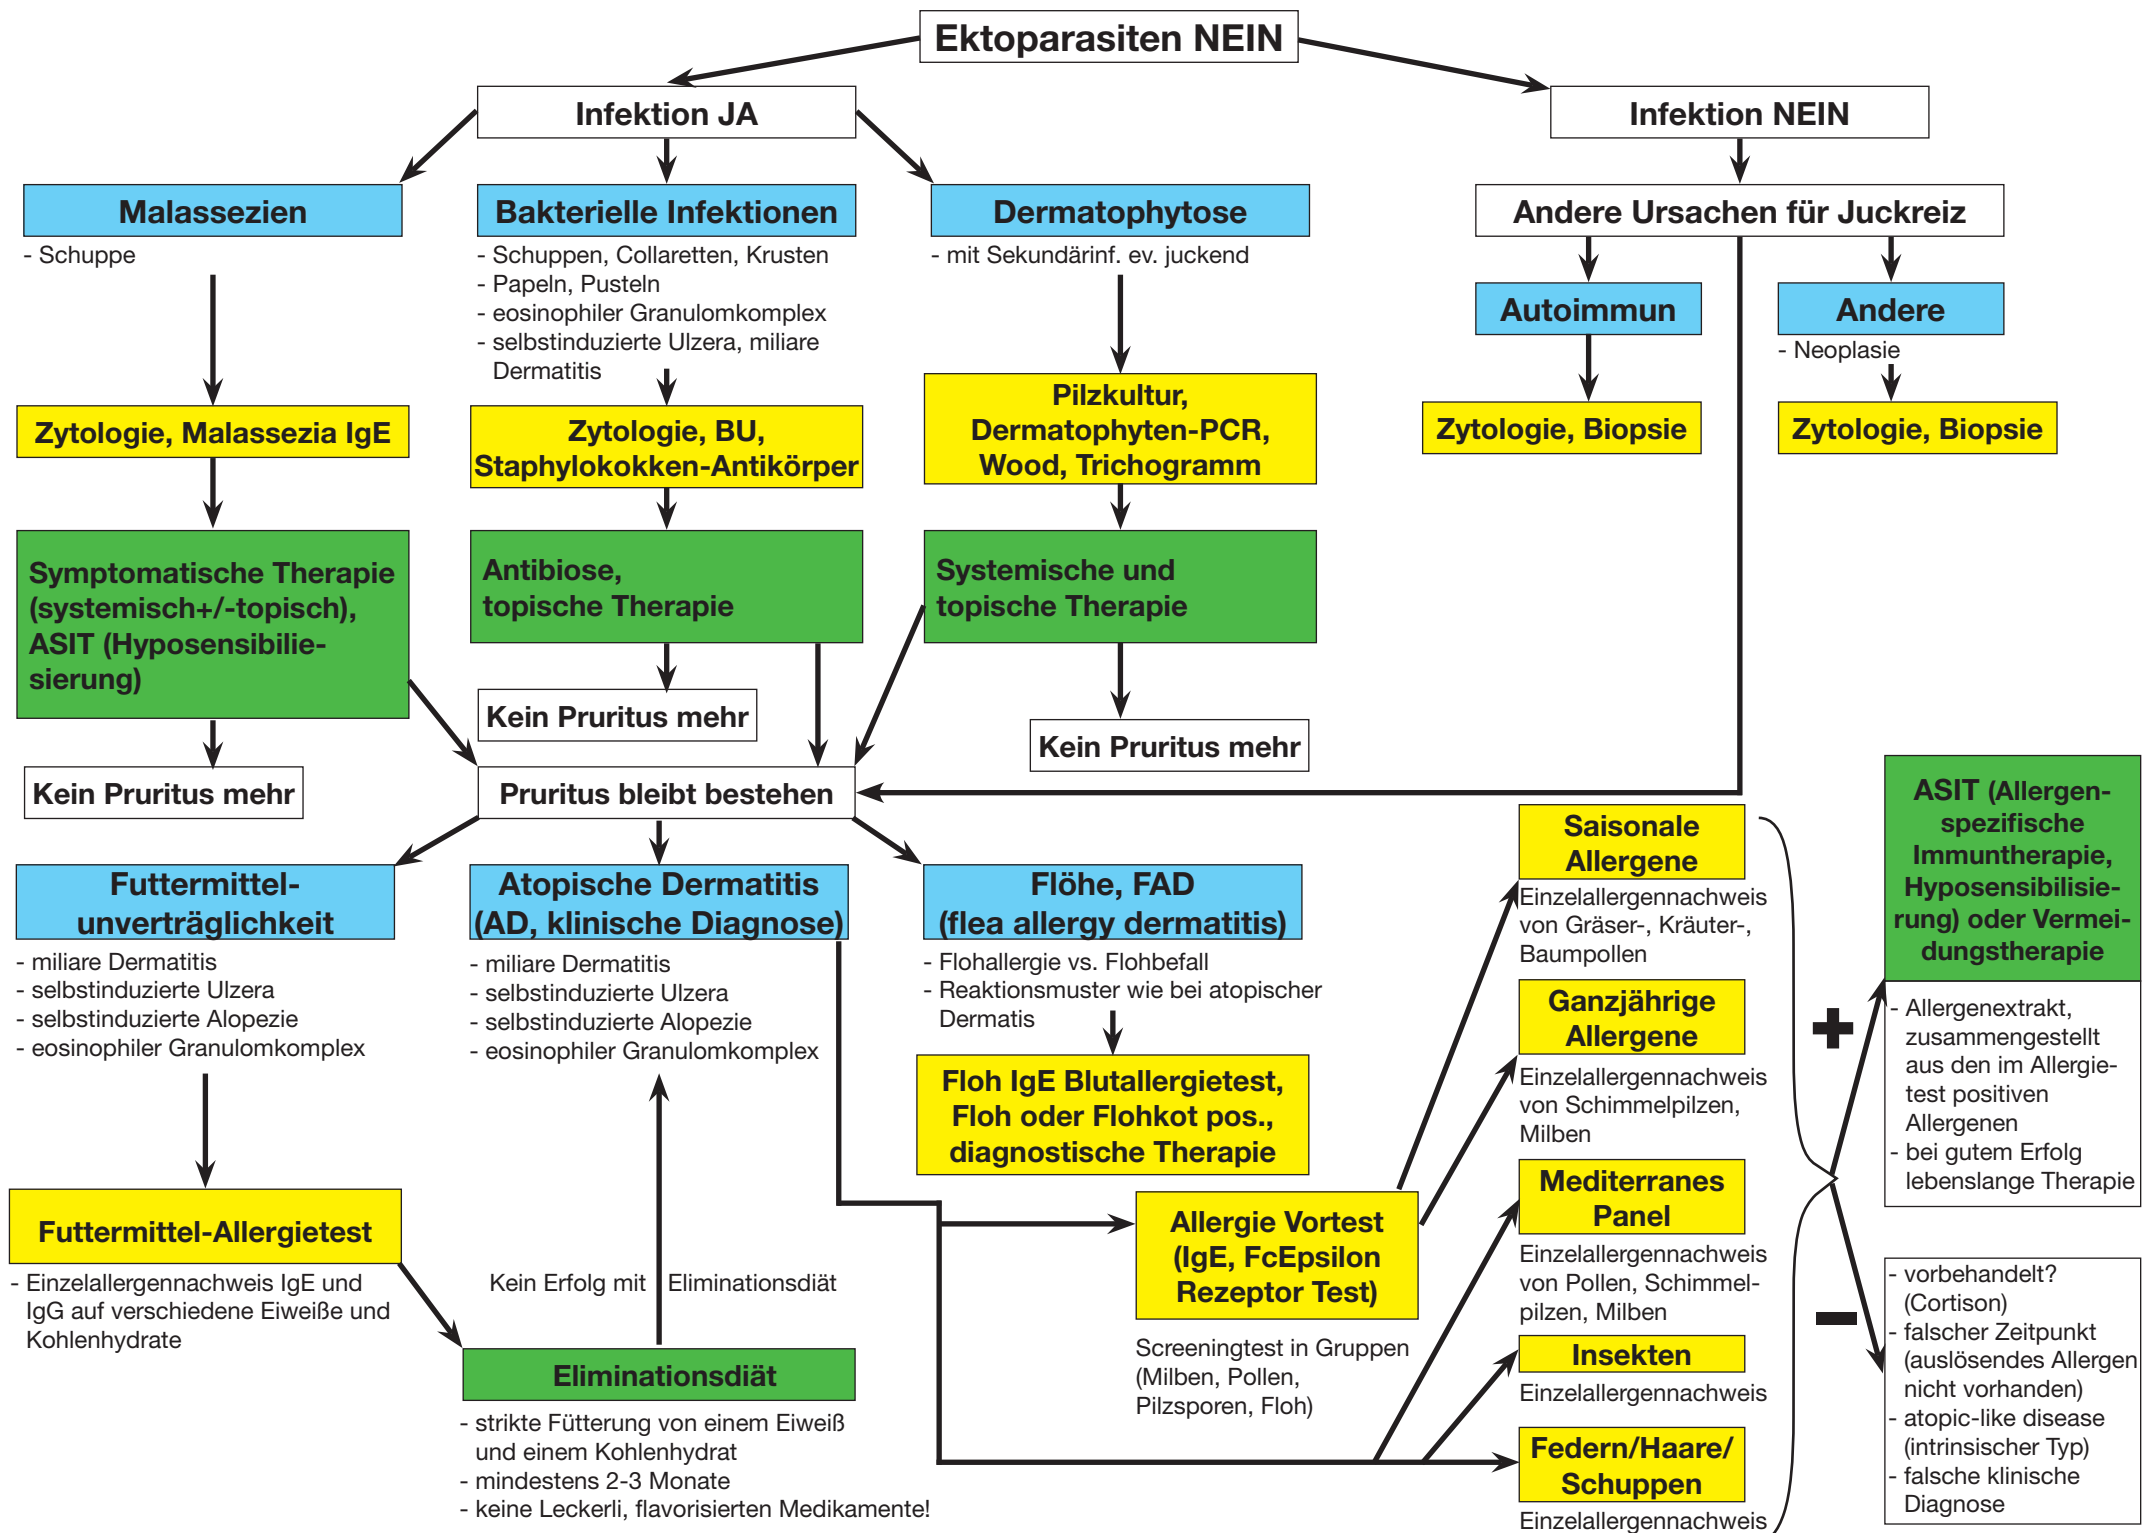 Ektoparasiten NEIN
Infektion JA
Infektion NEIN
Malassezien
- Schuppe
Bakterielle Infektionen
- Schuppen, Collaretten, Krusten
- Papeln, Pusteln
- eosinophiler Granulomkomplex
- selbstinduzierte Ulzera, miliare
Dermatitis
Dermatophytose
- mit Sekundärinf. ev. juckend
Andere Ursachen für Juckreiz
Autoimmun
Andere
- Neoplasie
Zytologie, Malassezia IgE
Zytologie, BU,
Staphylokokken-Antikörper
Pilzkultur,
Dermatophyten-PCR,
Wood, Trichogramm
Zytologie, Biopsie
Zytologie, Biopsie
Symptomatische Therapie
(systemisch+/-topisch),
ASIT (Hyposensibilie-
sierung)
Antibiose,
topische Therapie
Systemische und
topische Therapie
Kein Pruritus mehr
Kein Pruritus mehr
Kein Pruritus mehr
Pruritus bleibt bestehen
Futtermittel-
unverträglichkeit
- miliare Dermatitis
- selbstinduzierte Ulzera
- selbstinduzierte Alopezie
- eosinophiler Granulomkomplex
Atopische Dermatitis
(AD, klinische Diagnose)
- miliare Dermatitis
- selbstinduzierte Ulzera
- selbstinduzierte Alopezie
- eosinophiler Granulomkomplex
Flöhe, FAD
(flea allergy dermatitis)
- Flohallergie vs. Flohbefall
- Reaktionsmuster wie bei atopischer
Dermatis
Floh IgE Blutallergietest,
Floh oder Flohkot pos.,
diagnostische Therapie
Futtermittel-Allergietest
- Einzelallergennachweis IgE und
IgG auf verschiedene Eiweiße und
Kohlenhydrate
Kein Erfolg mit Eliminationsdiät
Eliminationsdiät
- strikte Fütterung von einem Eiweiß
und einem Kohlenhydrat
- mindestens 2-3 Monate
- keine Leckerli, flavorisierten Medikamente!
Allergie Vortest
(IgE, FcEpsilon
Rezeptor Test)
Screeningtest in Gruppen
(Milben, Pollen,
Pilzsporen, Floh)
Saisonale
Allergene
Einzelallergennachweis
von Gräser-, Kräuter-,
Baumpollen
Ganzjährige
Allergene
Einzelallergennachweis
von Schimmelpilzen,
Milben
Mediterranes
Panel
Einzelallergennachweis
von Pollen, Schimmel-
pilzen, Milben
Insekten
Einzelallergennachweis
Federn/Haare/
Schuppen
Einzelallergennachweis
+
ASIT (Allergen-
spezifische
Immuntherapie,
Hyposensibilisie-
rung) oder Vermei-
dungstherapie
- Allergenextrakt,
zusammengestellt
aus den im Allergie-
test positiven
Allergenen
- bei gutem Erfolg
lebenslange Therapie
−
- vorbehandelt?
(Cortison)
- falscher Zeitpunkt
(auslösendes Allergen
nicht vorhanden)
- atopic-like disease
(intrinsischer Typ)
- falsche klinische
Diagnose